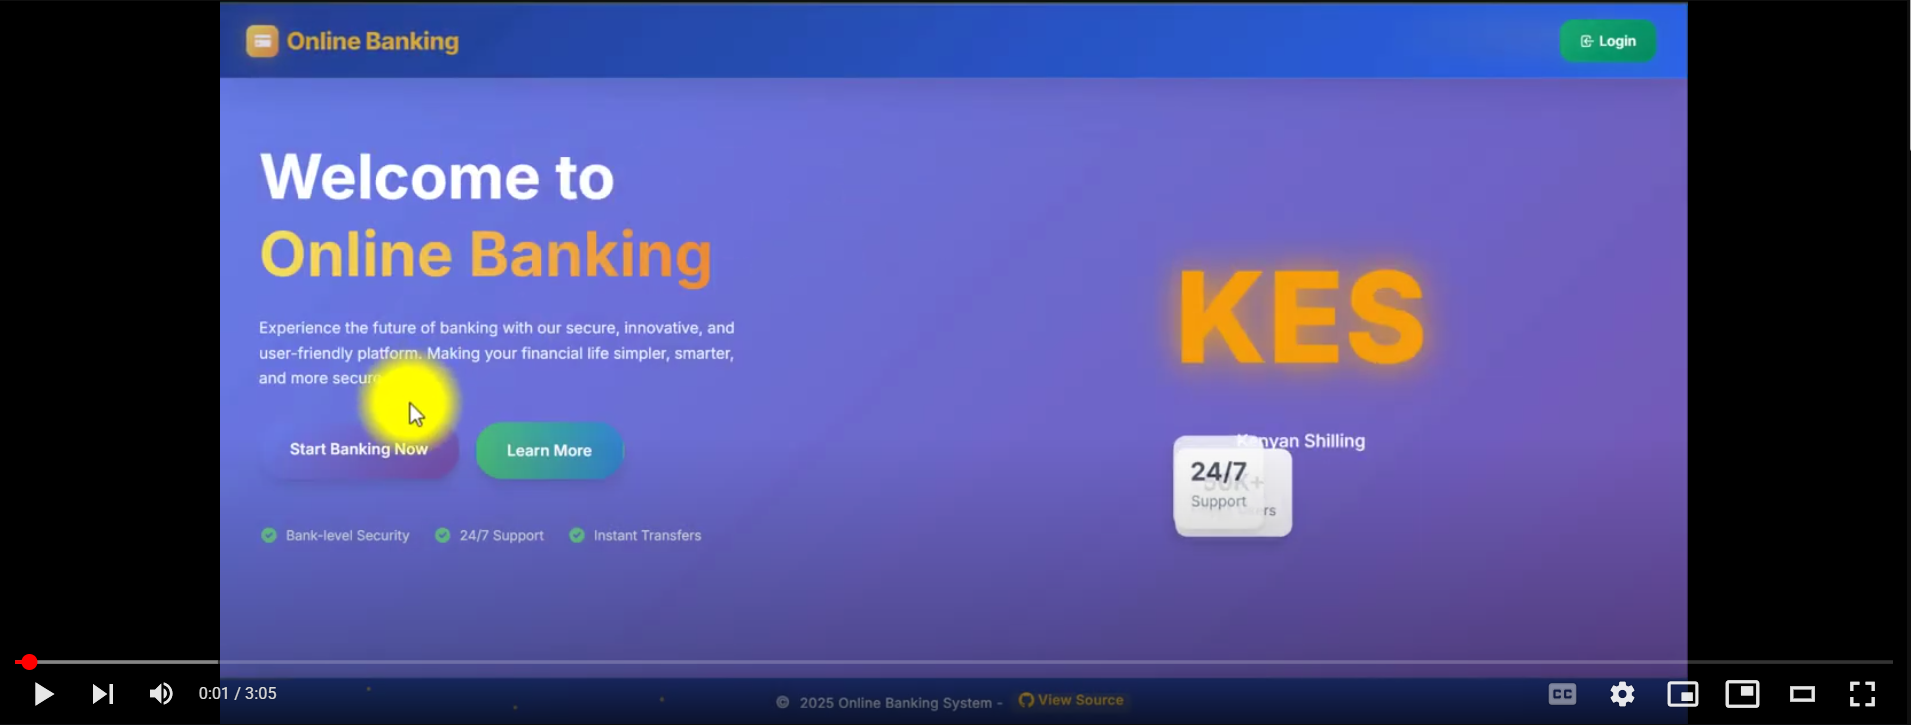 Online Banking
Login
Welcome to
Online Banking
Experience the future of banking with our secure, innovative, and
user-friendly platform. Making your financial life simpler, smarter,
and more secure
Start Banking Now
Learn More
Bank-level Security
24/7 Support
Instant Transfers
KES
Kenyan Shilling
24/7
Support
50K+
© 2025 Online Banking System - View Source
0:01 / 3:05
CC